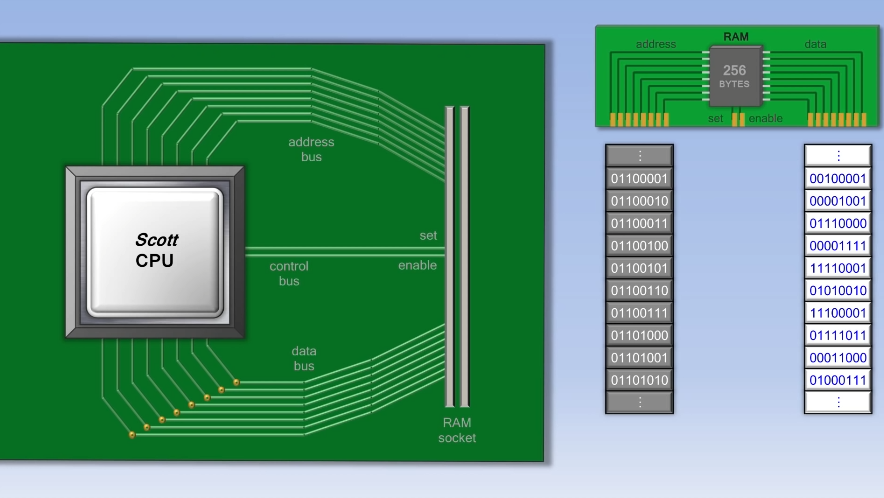 address
bus
Scott
CPU
set
enable
control
bus
data
bus
RAM
socket
RAM
address
data
256
BYTES
set
enable
⋮
01100001
01100010
01100011
01100100
01100101
01100110
01100111
01101000
01101001
01101010
⋮
⋮
00100001
00001001
01110000
00001111
11110001
01010010
11100001
01111011
00011000
01000111
⋮